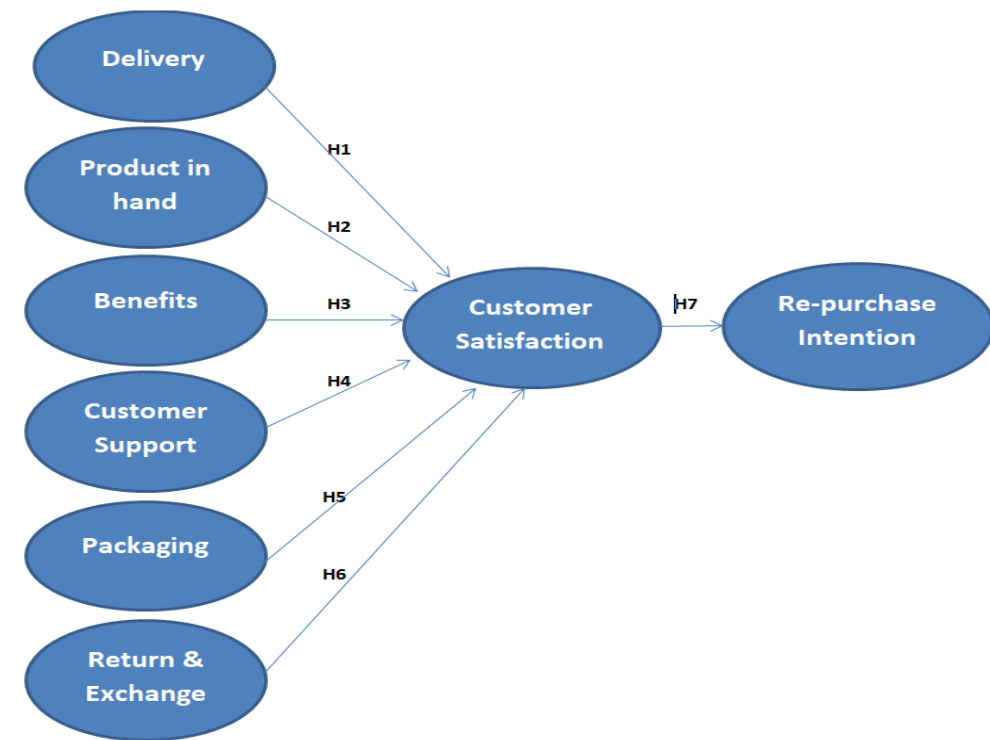 Delivery
H1
Product in
hand
H2
Benefits
H3
Customer
Support
H4
Packaging
H5
Return &
Exchange
H6
Customer
Satisfaction
H7
Re-purchase
Intention